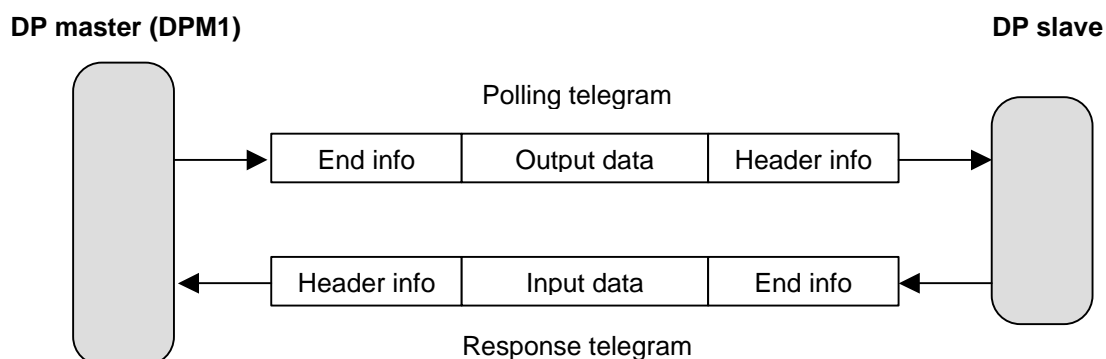 DP master (DPM1)
DP slave
Polling telegram
End info
Output data
Header info
Header info
Input data
End info
Response telegram